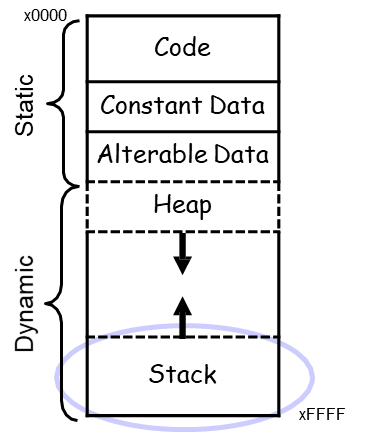 x0000
Code
Static
Constant Data
Alterable Data
Heap
Dynamic
Stack
xFFFF